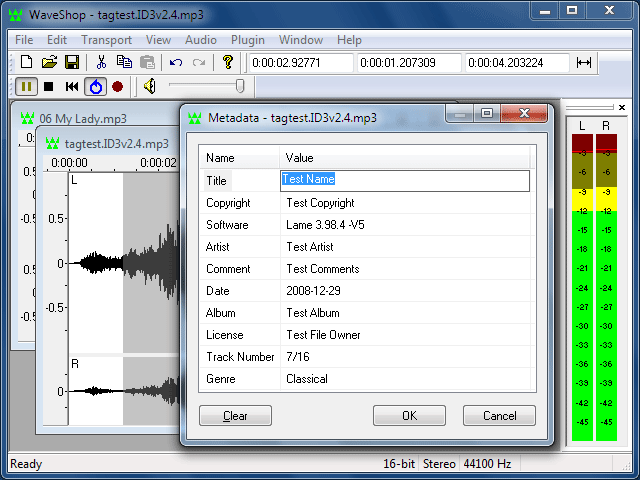 WaveShop - tagtest.ID3v2.4.mp3
File Edit Transport View Audio Plugin Window Help
0:00:02.92771 0:00:01.207309 0:00:04.203224
06 My Lady.mp3
tagtest.ID3v2.4.mp3
0:00:00 0:00:02
L
0.5
0
-0.5
R
0
Metadata - tagtest.ID3v2.4.mp3
Name Value
Title Test Name
Copyright Test Copyright
Software Lame 3.98.4 -V5
Artist Test Artist
Comment Test Comments
Date 2008-12-29
Album Test Album
License Test File Owner
Track Number 7/16
Genre Classical
Clear OK Cancel
L R
-3 -3
-6 -6
-9 -9
-12 -12
-15 -15
-18 -18
-21 -21
-24 -24
-27 -27
-30 -30
-33 -33
-36 -36
-39 -39
-42 -42
-45 -45
Ready 16-bit Stereo 44100 Hz